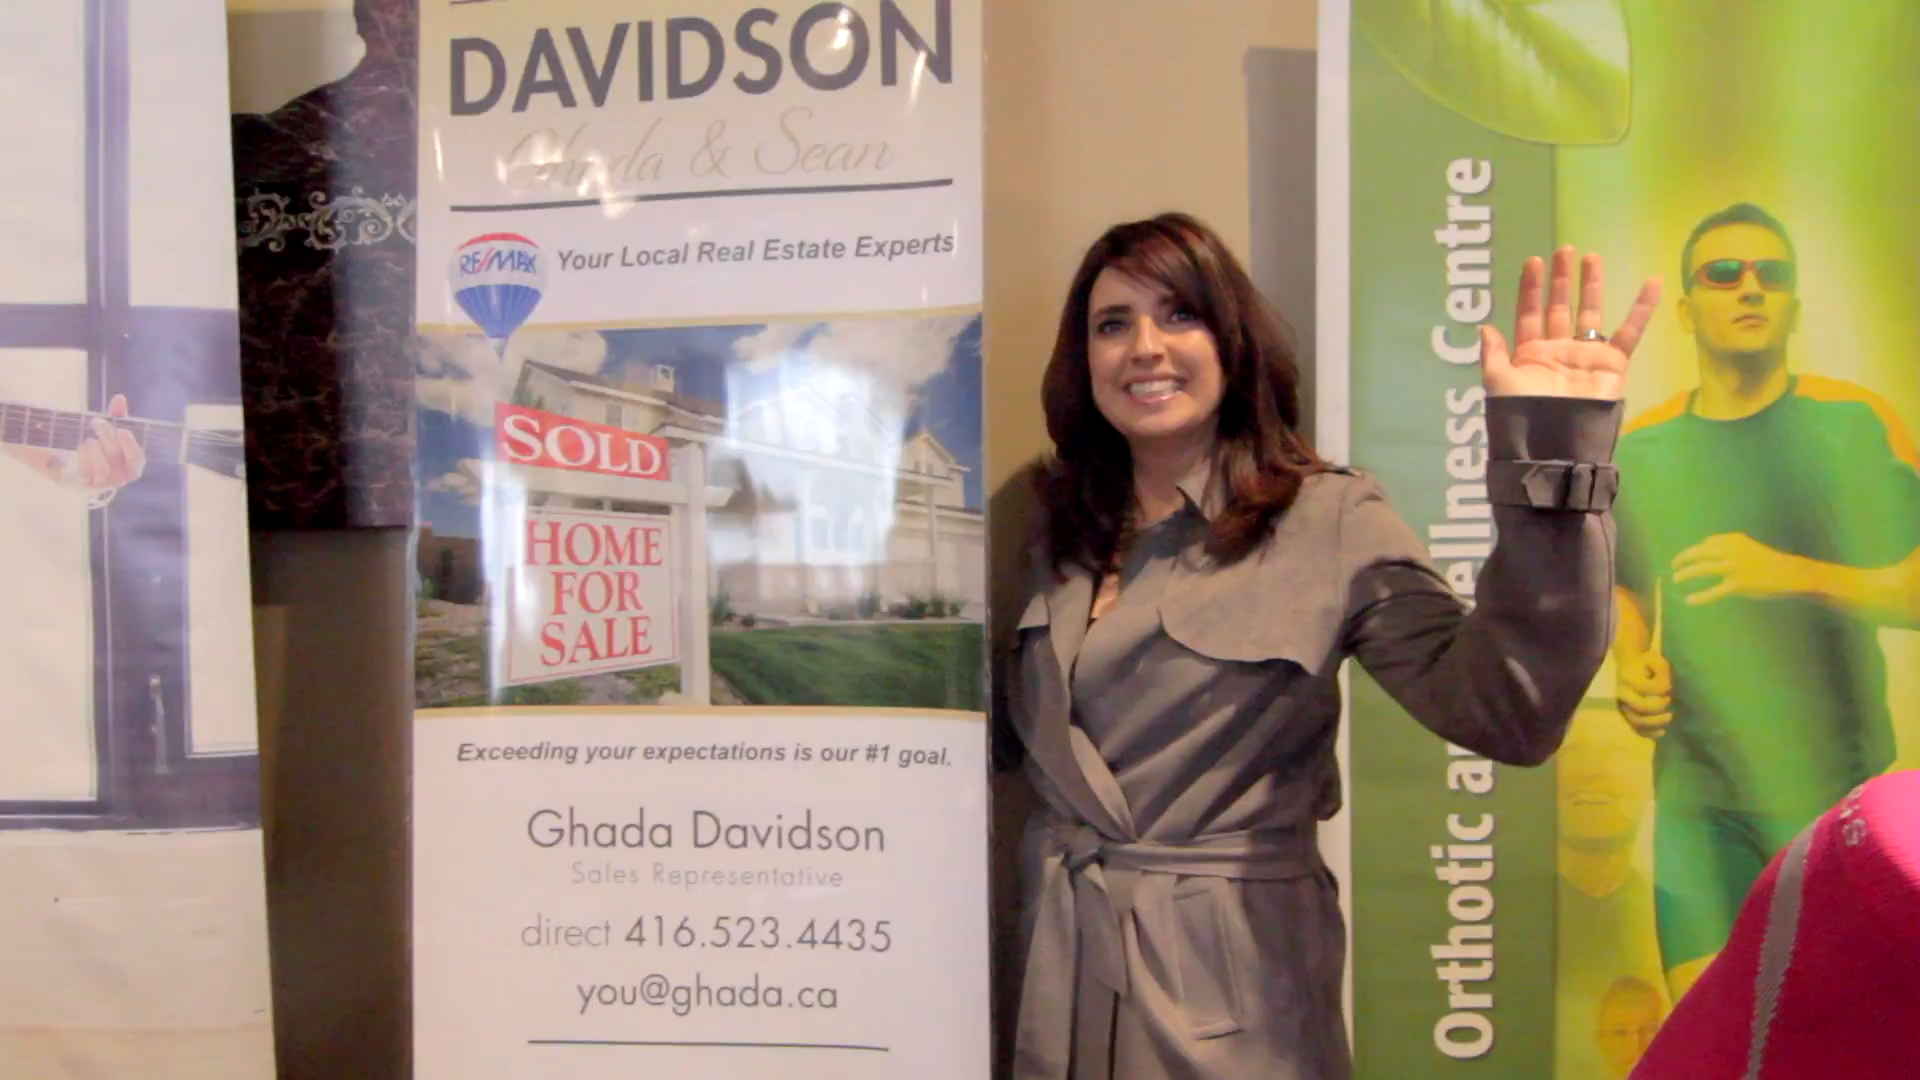 DAVIDSON
Ghada & Sean
RE/MAX
Your Local Real Estate Experts
SOLD
HOME
FOR
SALE
Exceeding your expectations is our #1 goal.
Ghada Davidson
Sales Representative
direct 416.523.4435
you@ghada.ca
Orthotic ellness Centre